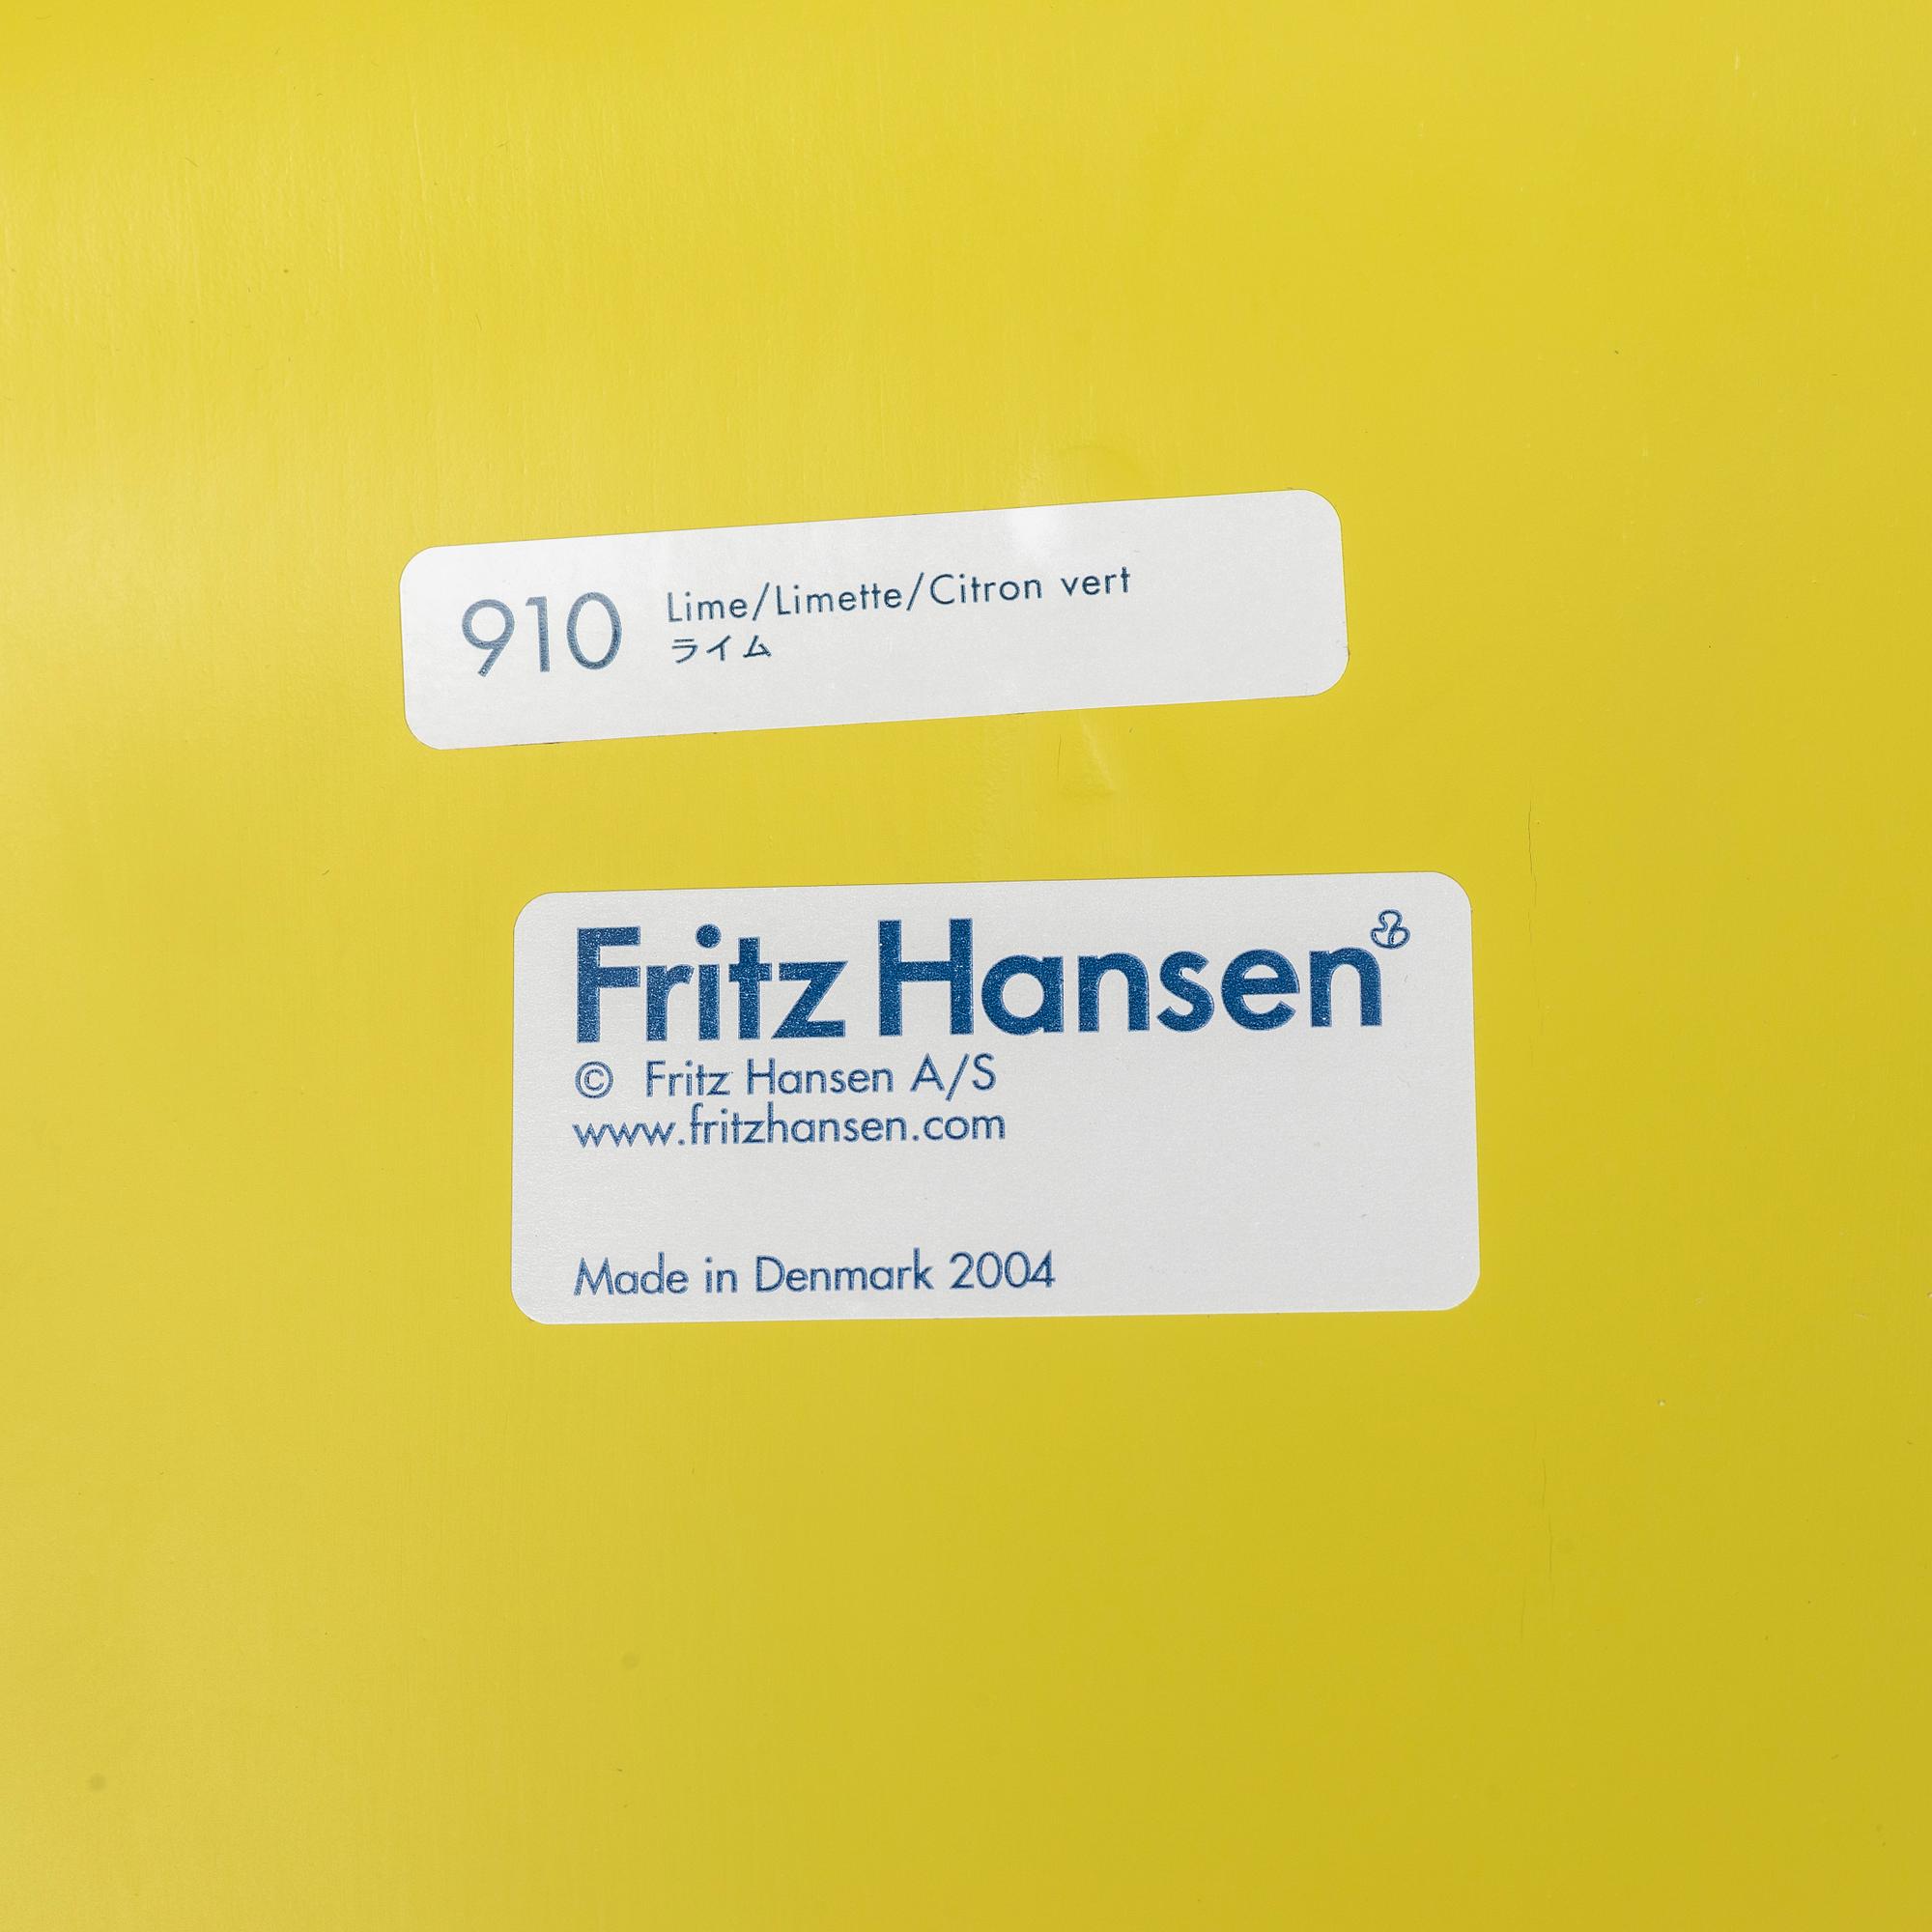 910 Lime/Limette/Citron vert
ライム
Fritz Hansen
© Fritz Hansen A/S
www.fritzhansen.com
Made in Denmark 2004